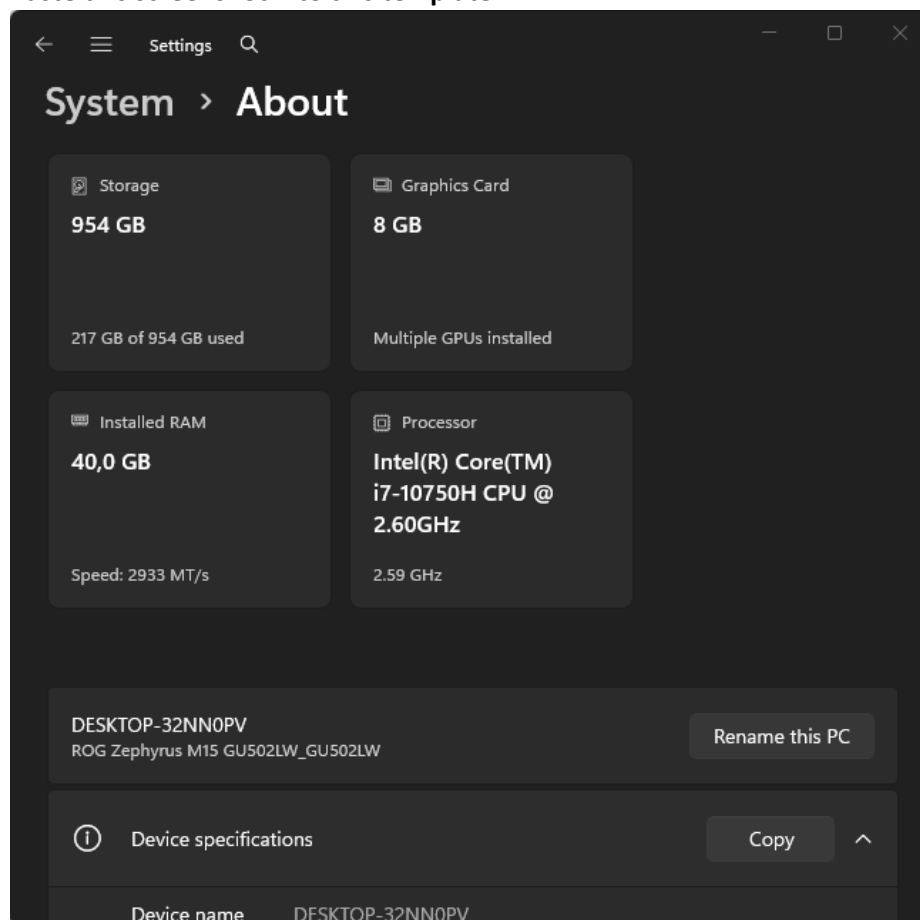 Settings
System > About
Storage
954 GB
217 GB of 954 GB used
Graphics Card
8 GB
Multiple GPUs installed
Installed RAM
40,0 GB
Speed: 2933 MT/s
Processor
Intel(R) Core(TM)
i7-10750H CPU @
2.60GHz
2.59 GHz
DESKTOP-32NN0PV
ROG Zephyrus M15 GU502LW_GU502LW
Rename this PC
Device specifications
Copy
Device name DESKTOP-32NN0PV